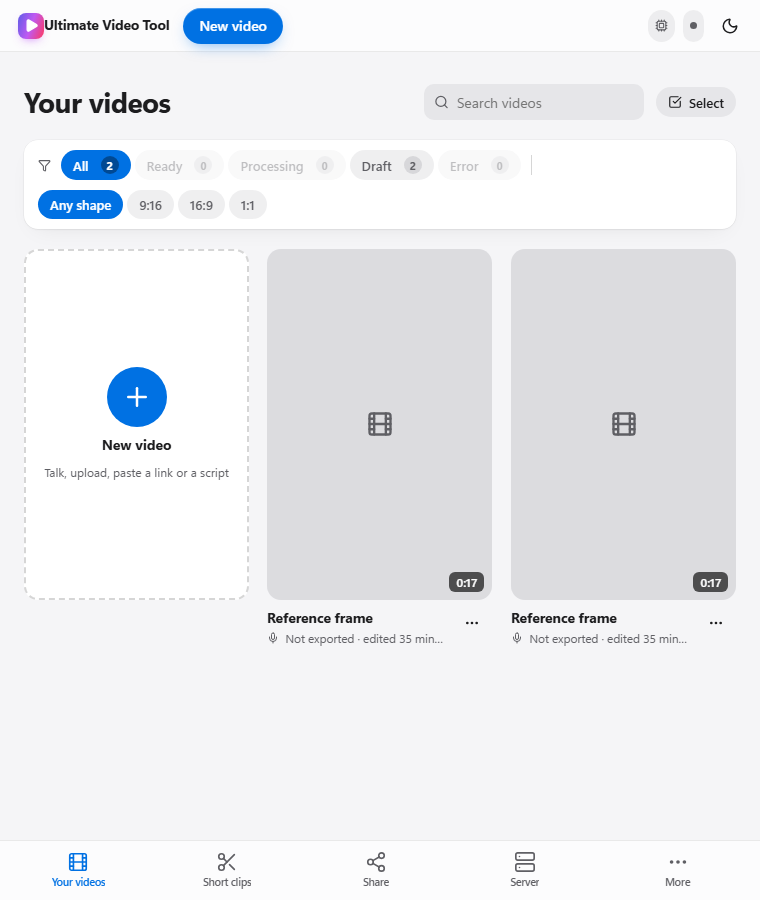 Ultimate Video Tool
New video
Your videos
Search videos
Select
All 2
Ready 0
Processing 0
Draft 2
Error 0
Any shape
9:16
16:9
1:1
New video
Talk, upload, paste a link or a script
0:17
Reference frame
Not exported · edited 35 min...
0:17
Reference frame
Not exported · edited 35 min...
Your videos
Short clips
Share
Server
More